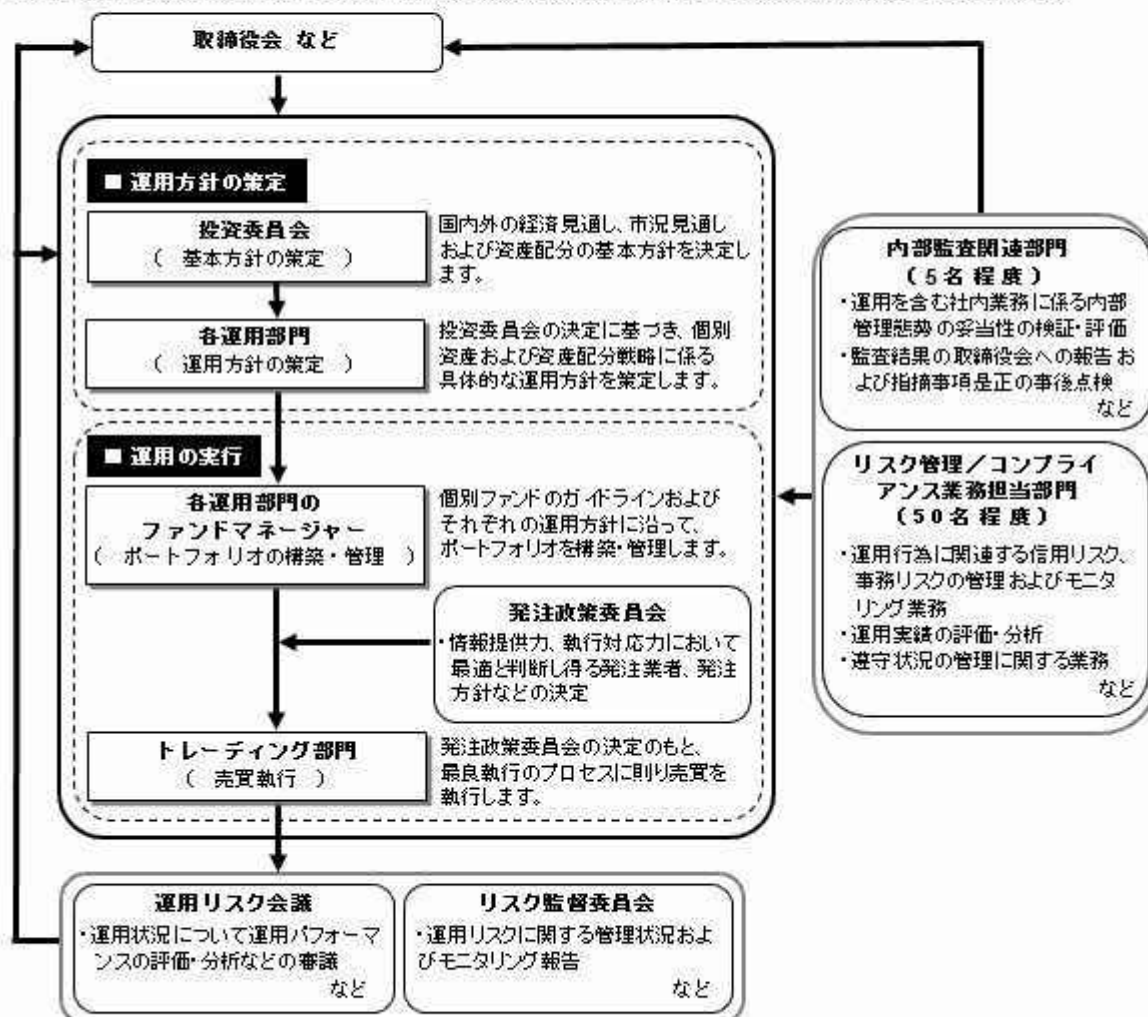 取締役会 など
■ 運用方針の策定
投資委員会
（ 基本方針の策定 ）
国内外の経済見通し、市況見通し
および資産配分の基本方針を決定し
ます。
各運用部門
（ 運用方針の策定 ）
投資委員会の決定に基づき、個別
資産および資産配分戦略に係る
具体的な運用方針を策定します。
■ 運用の実行
各運用部門の
ファンドマネージャー
（ ポートフォリオの構築・管理 ）
個別ファンドのガイドラインおよび
それぞれの運用方針に沿って、
ポートフォリオを構築・管理します。
発注政策委員会
・情報提供力、執行対応力において
最適と判断し得る発注業者、発注
方針などの決定
トレーディング部門
（ 売買執行 ）
発注政策委員会の決定のもと、
最良執行のプロセスに則り売買を
執行します。
内部監査関連部門
（5名程度）
・運用を含む社内業務に係る内部
管理態勢の妥当性の検証・評価
・監査結果の取締役会への報告お
よび指摘事項是正の事後点検
など
リスク管理／コンプライ
アンス業務担当部門
（50名程度）
・運用行為に関連する信用リスク、
事務リスクの管理およびモニタ
リング業務
・運用実績の評価・分析
・遵守状況の管理に関する業務
など
運用リスク会議
・運用状況について運用パフォーマ
ンスの評価・分析などの審議
など
リスク監督委員会
・運用リスクに関する管理状況およ
びモニタリング報告
など